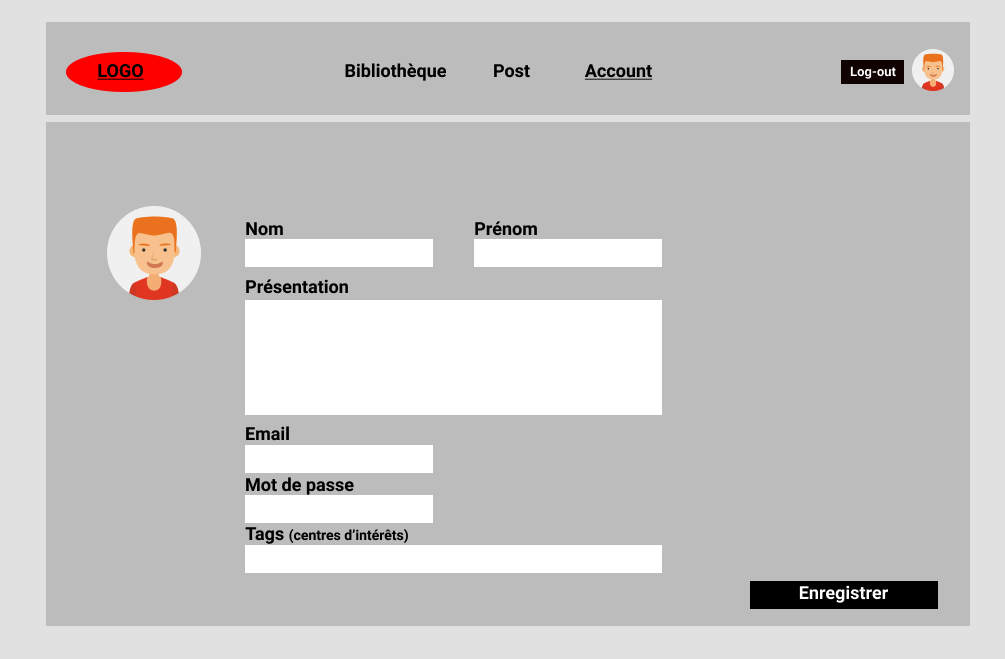 LOGO
Bibliothèque Post Account
Log-out
Nom Prénom
Présentation
Email
Mot de passe
Tags (centres d’intérêts)
Enregistrer